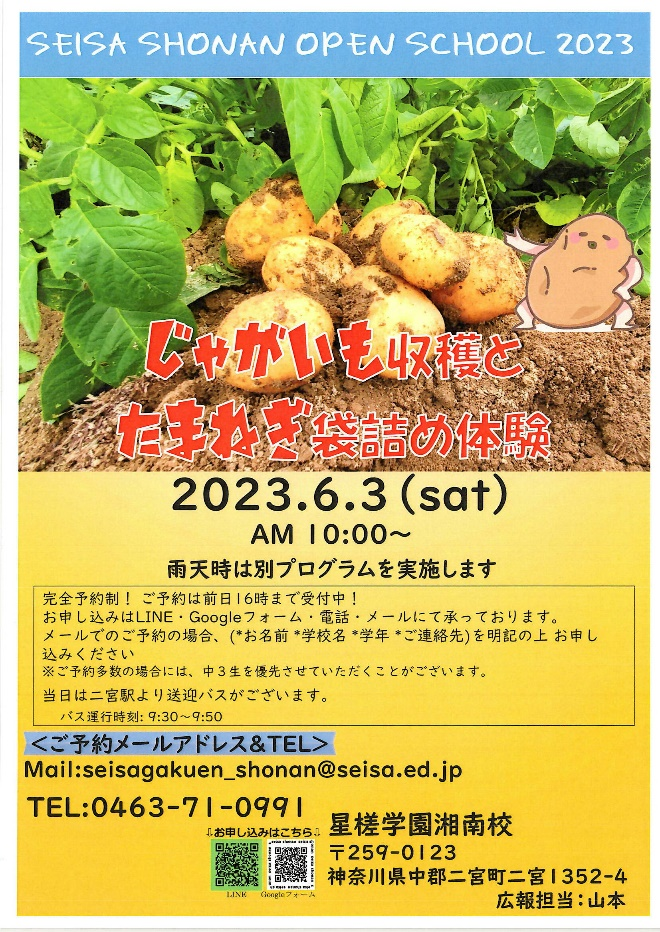 SEISA SHONAN OPEN SCHOOL 2023
じゃがいも収穫と
たまねぎ袋詰め体験
2023.6.3(sat)
AM 10:00～
雨天時は別プログラムを実施します
完全予約制！ ご予約は前日16時まで受付中！
お申し込みはLINE・Googleフォーム・電話・メールにて承っております。
メールでのご予約の場合、(*お名前 *学校名 *学年 *ご連絡先)を明記の上 お申し
込みください
※ご予約多数の場合には、中３生を優先させていただくことがございます。
当日は二宮駅より送迎バスがございます。
バス運行時刻: 9:30～9:50
＜ご予約メールアドレス&TEL＞
Mail:seisagakuen_shonan@seisa.ed.jp
TEL:0463-71-0991
⇩お申し込みはこちら⇩
LINE Googleフォーム
星槎学園湘南校
〒259-0123
神奈川県中郡二宮町二宮1352-4
広報担当：山本